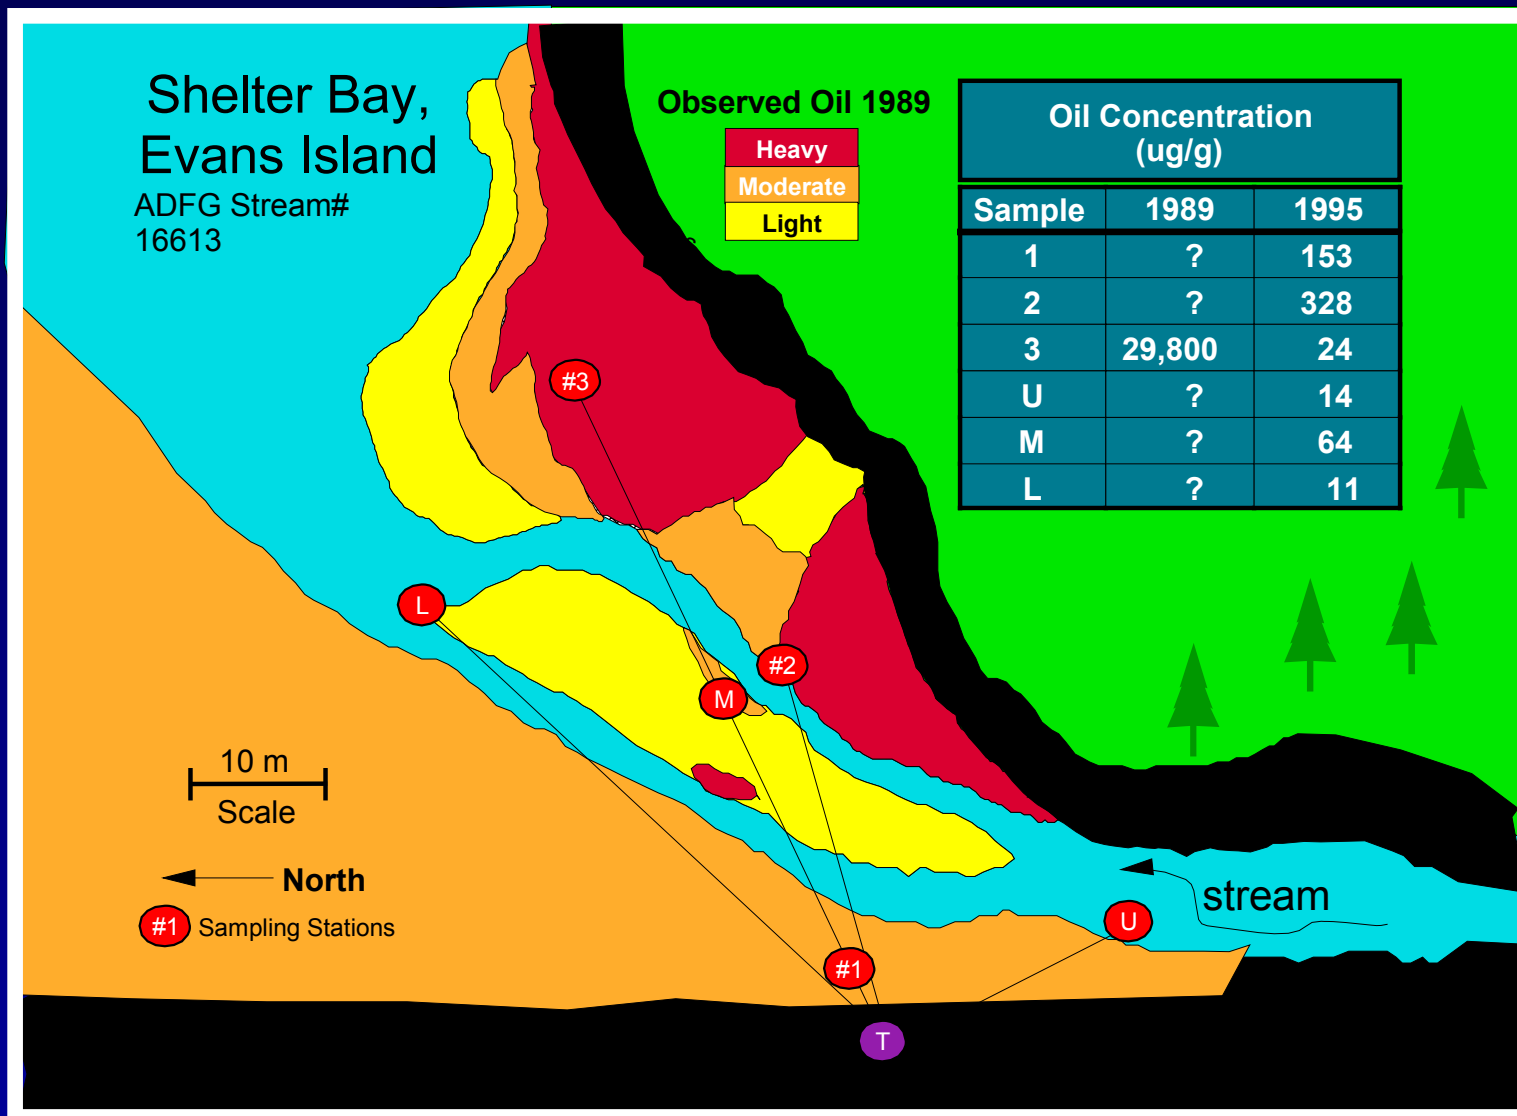 Shelter Bay,
Evans Island
ADFG Stream#
16613
Observed Oil 1989
Heavy
Moderate
Light
Oil Concentration
(ug/g)
Sample 1989 1995
1 ? 153
2 ? 328
3 29,800 24
U ? 14
M ? 64
L ? 11
#3
L
#2
M
10 m
Scale
North
#1 Sampling Stations
stream
U
#1
T